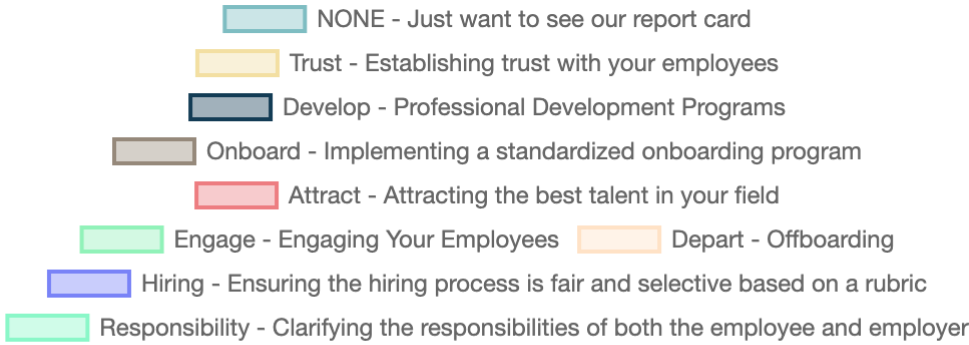 NONE - Just want to see our report card
Trust - Establishing trust with your employees
Develop - Professional Development Programs
Onboard - Implementing a standardized onboarding program
Attract - Attracting the best talent in your field
Engage - Engaging Your Employees Depart - Offboarding
Hiring - Ensuring the hiring process is fair and selective based on a rubric
Responsibility - Clarifying the responsibilities of both the employee and employer